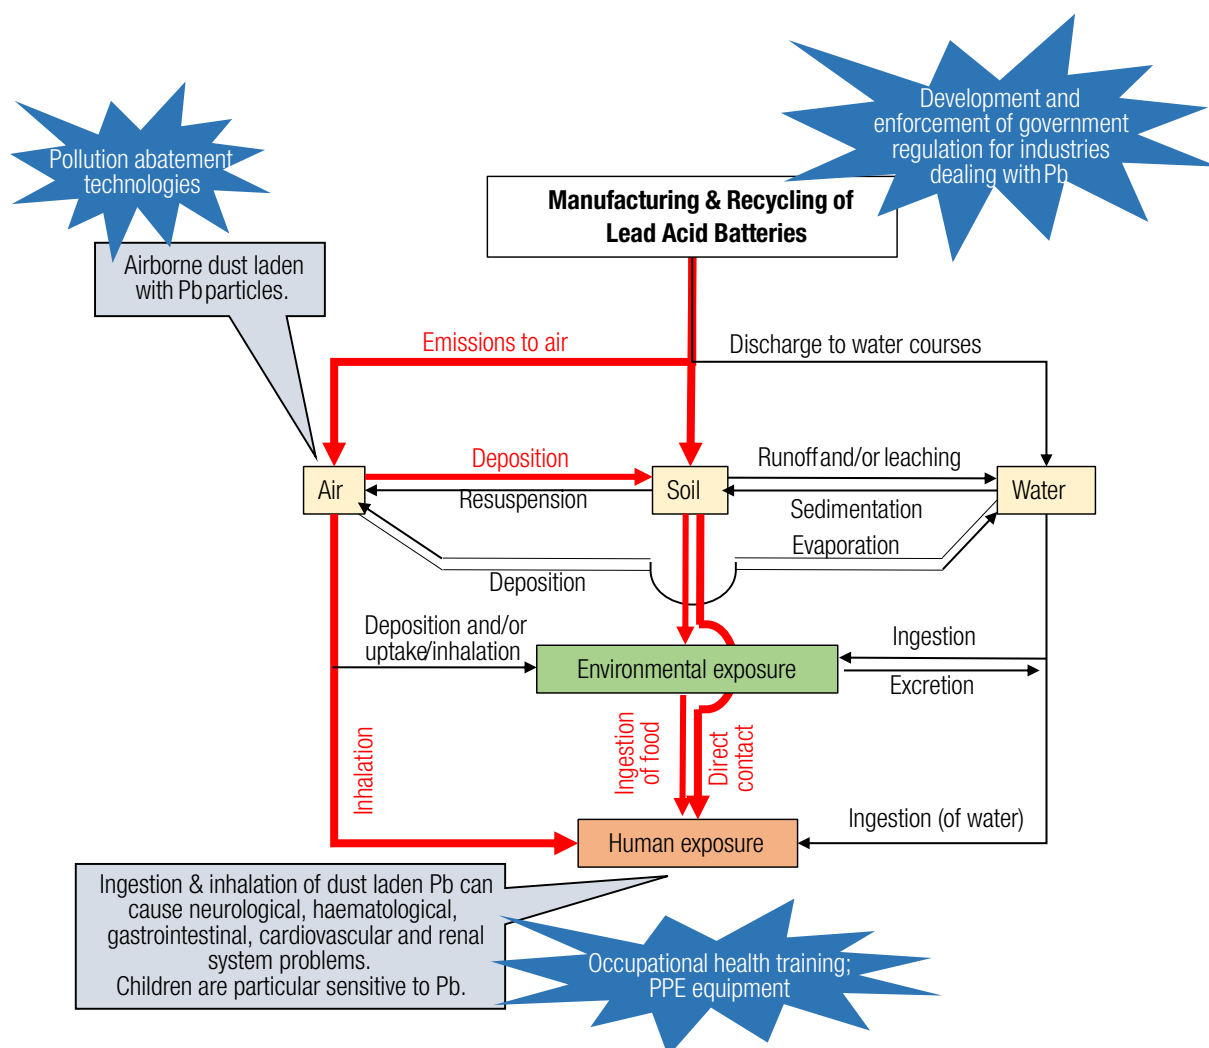 Development and
enforcement of government
regulation for industries
dealing with Pb
Pollution abatement
technologies
Manufacturing & Recycling of
Lead Acid Batteries
Airborne dust laden
with Pb particles.
Emissions to air
Discharge to water courses
Deposition
Runoff and/or leaching
Air
Soil
Water
Resuspension
Sedimentation
Evaporation
Deposition
Deposition and/or
uptake/inhalation
Ingestion
Environmental exposure
Excretion
Inhalation
Ingestion
of food
Direct
contact
Ingestion (of water)
Human exposure
Ingestion & inhalation of dust laden Pb can
cause neurological, haematological,
gastrointestinal, cardiovascular and renal
system problems.
Children are particular sensitive to Pb.
Occupational health training;
PPE equipment